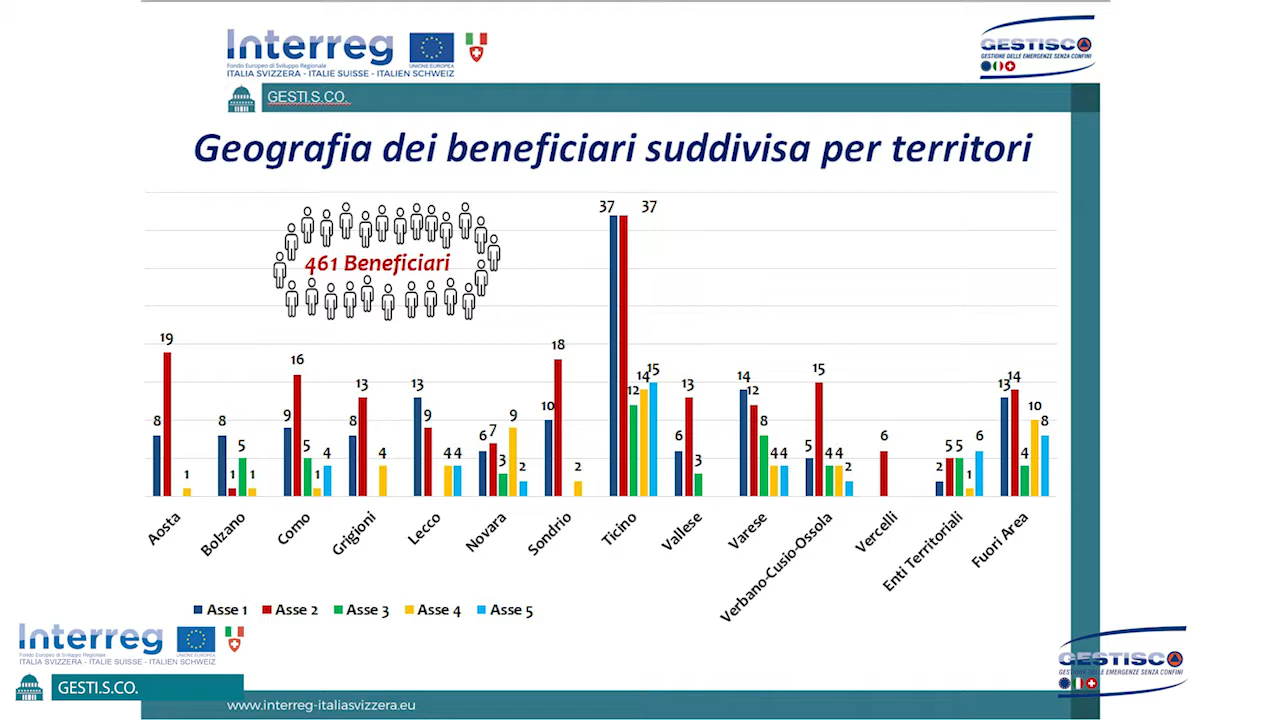 Interreg
Fondo Europeo di Sviluppo Regionale
UNIONE EUROPEA
ITALIA SVIZZERA - ITALIE SUISSE - ITALIEN SCHWEIZ
GESTISCO
GESTIONE DELLE EMERGENZE SENZA CONFINI
GESTI.S.CO.
Geografia dei beneficiari suddivisa per territori
461 Beneficiari
8 19 1
8 1 5 1
9 16 5 1 4
8 13 4
13 9 4 4
6 7 3 9 2
10 18 2
37 37 12 14 15
6 13 3
14 12 8 4 4
5 15 4 4 2
6
2 5 5 1 6
13 14 4 10 8
Aosta
Bolzano
Como
Grigioni
Lecco
Novara
Sondrio
Ticino
Vallese
Varese
Verbano-Cusio-Ossola
Vercelli
Enti Territoriali
Fuori Area
Asse 1 Asse 2 Asse 3 Asse 4 Asse 5
Interreg
Fondo Europeo di Sviluppo Regionale
UNIONE EUROPEA
ITALIA SVIZZERA - ITALIE SUISSE - ITALIEN SCHWEIZ
GESTI.S.CO.
GESTISCO
GESTIONE DELLE EMERGENZE SENZA CONFINI
www.interreg-italiasvizzera.eu